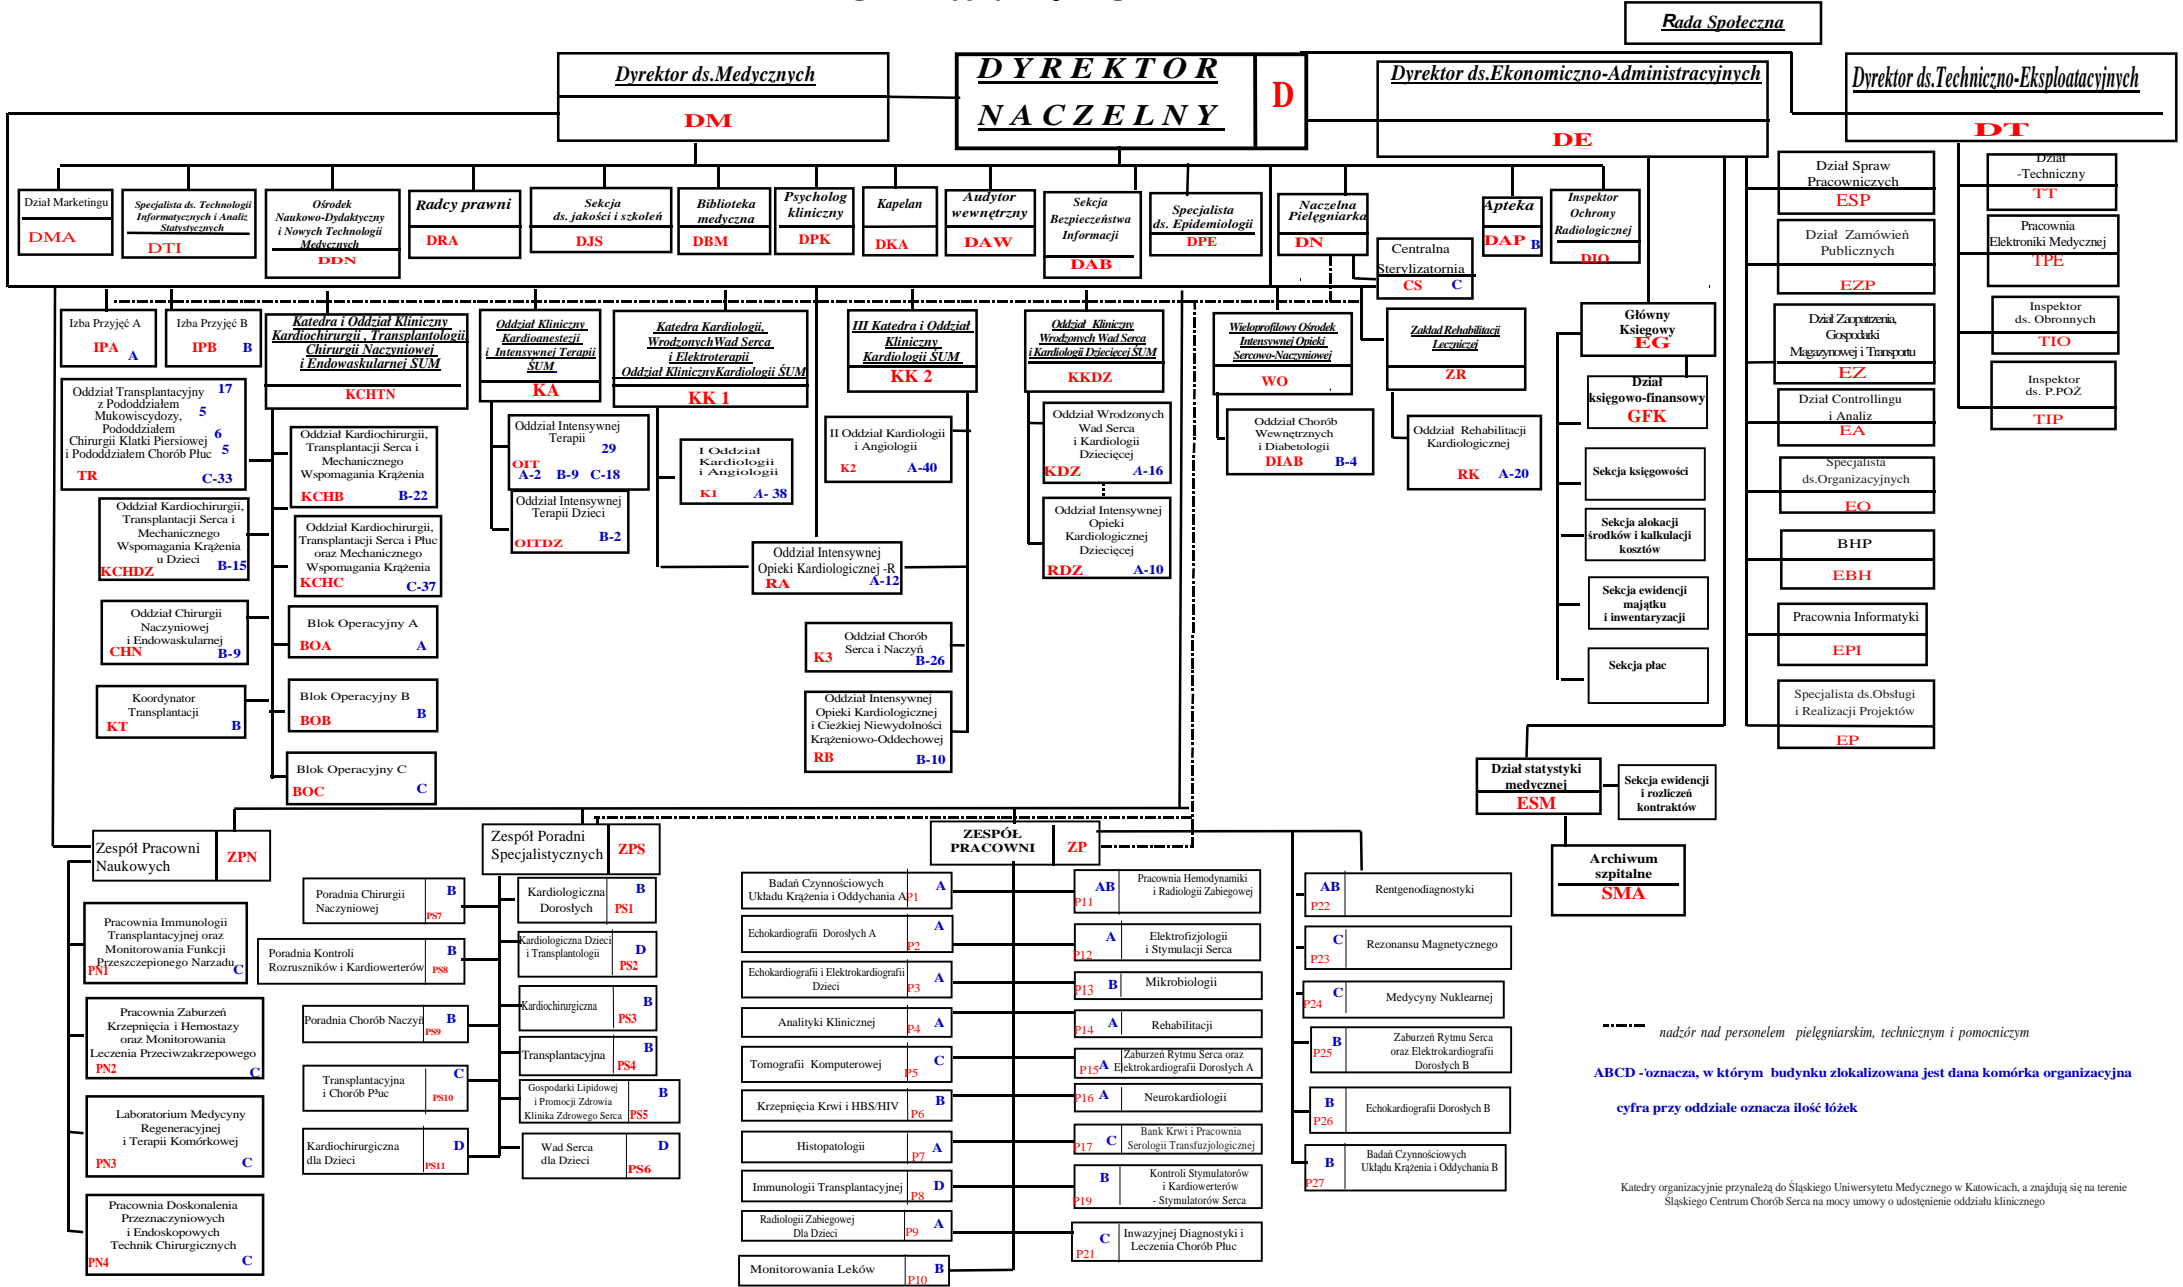 Rada Społeczna
Dyrektor ds.Medycznych
DM
DYREKTOR
NACZELNY
D
Dyrektor ds.Ekonomiczno-Administracyjnych
DE
Dyrektor ds.Techniczno-Eksploatacyjnych
DT
Dział Marketingu
DMA
Specjalista ds. Technologii
Informatycznych i Analiz
Statystycznych
DTI
Ośrodek
Naukowo-Dydaktyczny
i Nowych Technologii
Medycznych
DDN
Radcy prawni
DRA
Sekcja
ds. jakości i szkoleń
DJS
Biblioteka
medyczna
DBM
Psycholog
kliniczny
DPK
Kapelan
DKA
Audytor
wewnętrzny
DAW
Sekcja
Bezpieczeństwa
Informacji
DAB
Specjalista
ds. Epidemiologii
DPE
Naczelna
Pielęgniarka
DN
Centralna
Sterylizatornia
CS C
Apteka
DAP B
Inspektor
Ochrony
Radiologicznej
DIO
Dział Spraw
Pracowniczych
ESP
Dział Zamówień
Publicznych
EZP
Dział Zaopatrzenia,
Gospodarki
Magazynowej i Transportu
EZ
Dział Controllingu
i Analiz
EA
Specjalista
ds.Organizacyjnych
EO
BHP
EBH
Pracownia Informatyki
EPI
Specjalista ds.Obsługi
i Realizacji Projektów
EP
Dział
-Techniczny
TT
Pracownia
Elektroniki Medycznej
TPE
Inspektor
ds. Obronnych
TIO
Inspektor
ds. P.POŻ
TIP
Izba Przyjęć A
IPA A
Izba Przyjęć B
IPB B
Katedra i Oddział Kliniczny
Kardiochirurgii , Transplantologii,
Chirurgii Naczyniowej
i Endowaskularnej ŚUM
KCHTN
Oddział Kliniczny
Kardioanestezji
i Intensywnej Terapii
ŚUM
KA
Katedra Kardiologii,
WrodzonychWad Serca
i Elektroterapii
Oddział KlinicznyKardiologii ŚUM
KK 1
III Katedra i Oddział
Kliniczny
Kardiologii ŚUM
KK 2
Oddział Kliniczny
Wrodzonych Wad Serca
i Kardiologii Dziecięcej ŚUM
KKDZ
Wieloprofilowy Ośrodek
Intensywnej Opieki
Sercowo-Naczyniowej
WO
Zakład Rehabilitacji
Leczniczej
ZR
Główny
Księgowy
EG
Dział
księgowo-finansowy
GFK
Sekcja księgowości
Sekcja alokacji
środków i kalkulacji
kosztów
Sekcja ewidencji
majątku
i inwentaryzacji
Sekcja płac
Oddział Transplantacyjny 17
z Pododdziałem
Mukowiscydozy, 5
Pododdziałem
6
Chirurgii Klatki Piersiowej
i Pododdziałem Chorób Płuc 5
TR C-33
Oddział Kardiochirurgii,
Transplantacji Serca i
Mechanicznego
Wspomagania Krążenia
u Dzieci
KCHDZ B-15
Oddział Chirurgii
Naczyniowej
i Endowaskularnej
CHN B-9
Koordynator
Transplantacji
KT B
Oddział Kardiochirurgii,
Transplantacji Serca i
Mechanicznego
Wspomagania Krążenia
KCHB B-22
Oddział Kardiochirurgii,
Transplantacji Serca i Płuc
oraz Mechanicznego
Wspomagania Krążenia
KCHC C-37
Blok Operacyjny A
BOA A
Blok Operacyjny B
BOB B
Blok Operacyjny C
BOC C
Oddział Intensywnej
Terapii
29
OIT
A-2 B-9 C-18
Oddział Intensywnej
Terapii Dzieci
OITDZ B-2
I Oddział
Kardiologii
i Angiologii
K1 A- 38
II Oddział Kardiologii
i Angiologii
K2 A-40
Oddział Intensywnej
Opieki Kardiologicznej -R
RA A-12
Oddział Chorób
Serca i Naczyń
K3 B-26
Oddział Intensywnej
Opieki Kardiologicznej
i Ciężkiej Niewydolności
Krążeniowo-Oddechowej
RB B-10
Oddział Wrodzonych
Wad Serca
i Kardiologii
Dziecięcej
KDZ A-16
Oddział Intensywnej
Opieki
Kardiologicznej
Dziecięcej
RDZ A-10
Oddział Chorób
Wewnętrznych
i Diabetologii
DIAB B-4
Oddział Rehabilitacji
Kardiologicznej
RK A-20
Dział statystyki
medycznej
ESM
Sekcja ewidencji
i rozliczeń
kontraktów
Archiwum
szpitalne
SMA
Zespół Pracowni
Naukowych
ZPN
Pracownia Immunologii
Transplantacyjnej oraz
Monitorowania Funkcji
Przeszczepionego Narzadu
PN1 C
Pracownia Zaburzeń
Krzepnięcia i Hemostazy
oraz Monitorowania
Leczenia Przeciwzakrzepowego
PN2 C
Laboratorium Medycyny
Regeneracyjnej
i Terapii Komórkowej
PN3 C
Pracownia Doskonalenia
Przeznaczyniowych
i Endoskopowych
Technik Chirurgicznych
PN4 C
Zespół Poradni
Specjalistycznych
ZPS
Poradnia Chirurgii
Naczyniowej
B
PS7
Poradnia Kontroli
Rozruszników i Kardiowerterów
B
PS8
Poradnia Chorób Naczyń
B
PS9
Transplantacyjna
i Chorób P³uc
C
PS10
Kardiochirurgiczna
dla Dzieci
D
PS11
Kardiologiczna
Dorosłych
B
PS1
Kardiologiczna Dzieci
i Transplantologii
D
PS2
Kardiochirurgiczna
B
PS3
Transplantacyjna
B
PS4
Gospodarki Lipidowej
i Promocji Zdrowia
Klinika Zdrowego Serca
B
PS5
Wad Serca
dla Dzieci
D
PS6
ZESPÓŁ
PRACOWNI
ZP
Badań Czynnościowych
Układu Krążenia i Oddychania A
A
P1
Echokardiografii Dorosłych A
A
P2
Echokardiografii i Elektrokardiografii
Dzieci
A
P3
Analityki Klinicznej
A
P4
Tomografii Komputerowej
C
P5
Krzepnięcia Krwi i HBS/HIV
B
P6
Histopatologii
A
P7
Immunologii Transplantacyjnej
D
P8
Radiologii Zabiegowej
Dla Dzieci
A
P9
Monitorowania Leków
B
P10
AB
P11
Pracownia Hemodynamiki
i Radiologii Zabiegowej
A
P12
Elektrofizjologii
i Stymulacji Serca
P13 B
Mikrobiologii
P14 A
Rehabilitacji
P15 A
Zaburzeń Rytmu Serca oraz
Elektrokardiografii Dorosłych A
P16 A
Neurokardiologii
P17 C
Bank Krwi i Pracownia
Serologii Transfuzjologicznej
B
P19
Kontroli Stymulatorów
i Kardiowerterów
- Stymulatorów Serca
C
P21
Inwazyjnej Diagnostyki i
Leczenia Chorób Płuc
AB
P22
Rentgenodiagnostyki
C
P23
Rezonansu Magnetycznego
C
P24
Medycyny Nuklearnej
B
P25
Zaburzeń Rytmu Serca
oraz Elektrokardiografii
Dorosłych B
B
P26
Echokardiografii Dorosłych B
B
P27
Badań Czynnościowych
Układu Krążenia i Oddychania B
nadzór nad personelem pielęgniarskim, technicznym i pomocniczym
ABCD - oznacza, w którym budynku zlokalizowana jest dana komórka organizacyjna
cyfra przy oddziale oznacza ilość łóżek
Katedry organizacyjnie przynależą do Śląskiego Uniwersytetu Medycznego w Katowicach, a znajdują się na terenie
Śląskiego Centrum Chorób Serca na mocy umowy o udostęnienie oddziału klinicznego